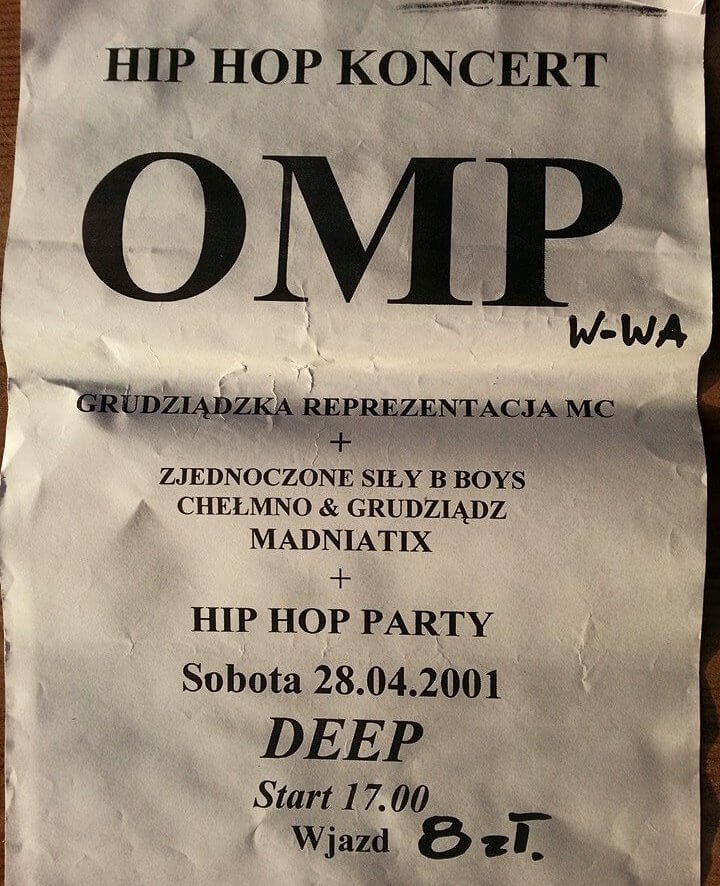 HIP HOP KONCERT
OMP
W-WA
GRUDZIĄDZKA REPREZENTACJA MC
+
ZJEDNOCZONE SIŁY B BOYS
CHEŁMNO & GRUDZIĄDZ
MADNIATIX
+
HIP HOP PARTY
Sobota 28.04.2001
DEEP
Start 17.00
Wjazd 8 zł.